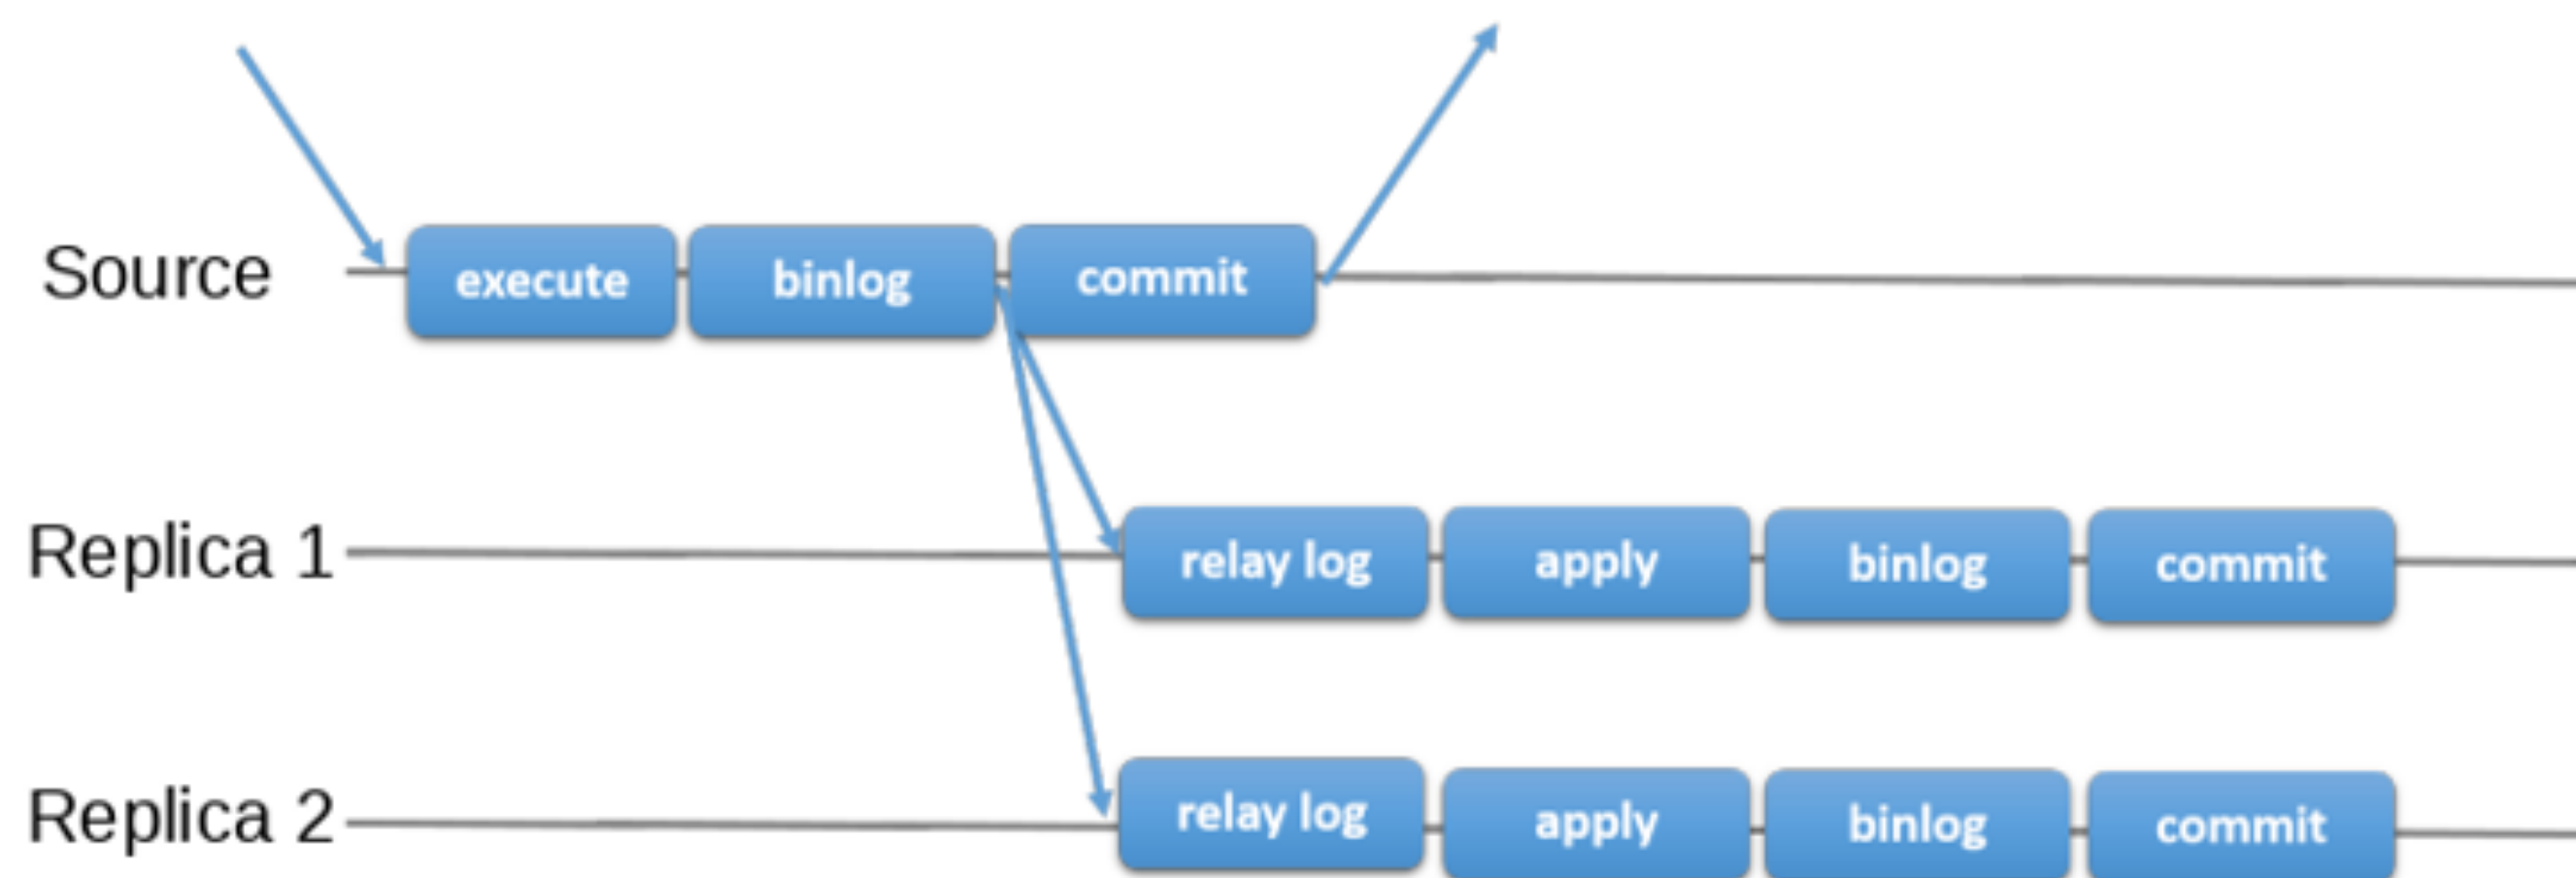 Source execute binlog commit
Replica 1 relay log apply binlog commit
Replica 2 relay log apply binlog commit